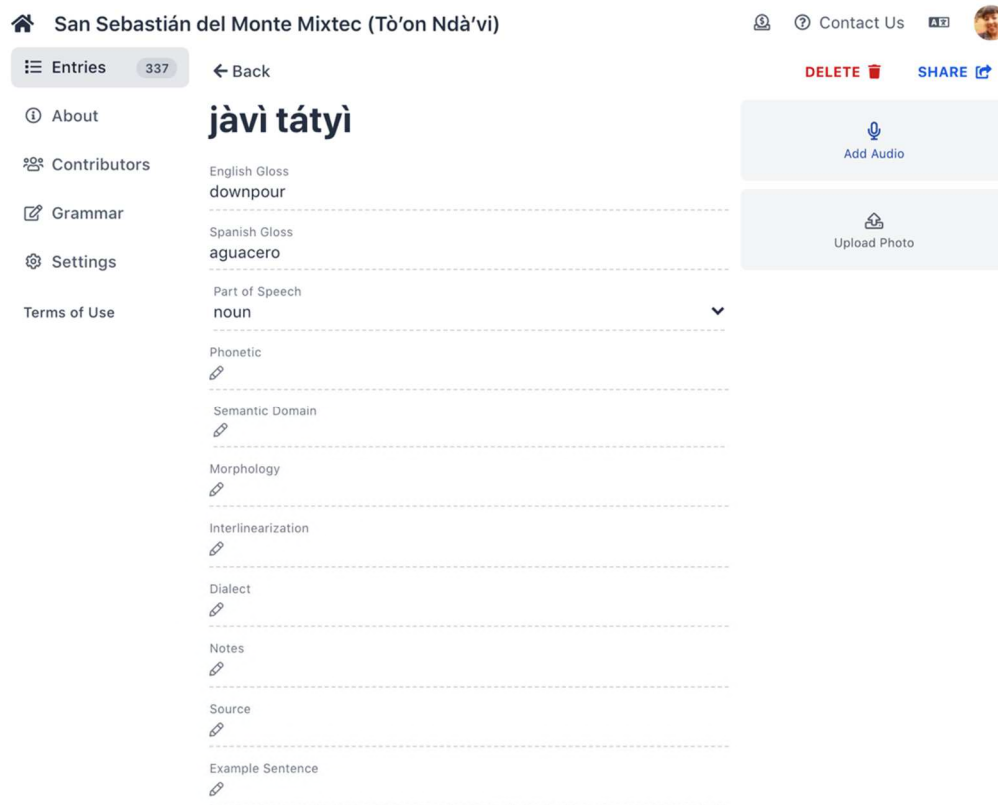 San Sebastián del Monte Mixtec (Tò'on Ndà'vi)
Contact Us
Entries 337
About
Contributors
Grammar
Settings
Terms of Use
Back
DELETE
SHARE
jàvì tátyì
English Gloss
downpour
Spanish Gloss
aguacero
Part of Speech
noun
Phonetic
Semantic Domain
Morphology
Interlinearization
Dialect
Notes
Source
Example Sentence
Add Audio
Upload Photo